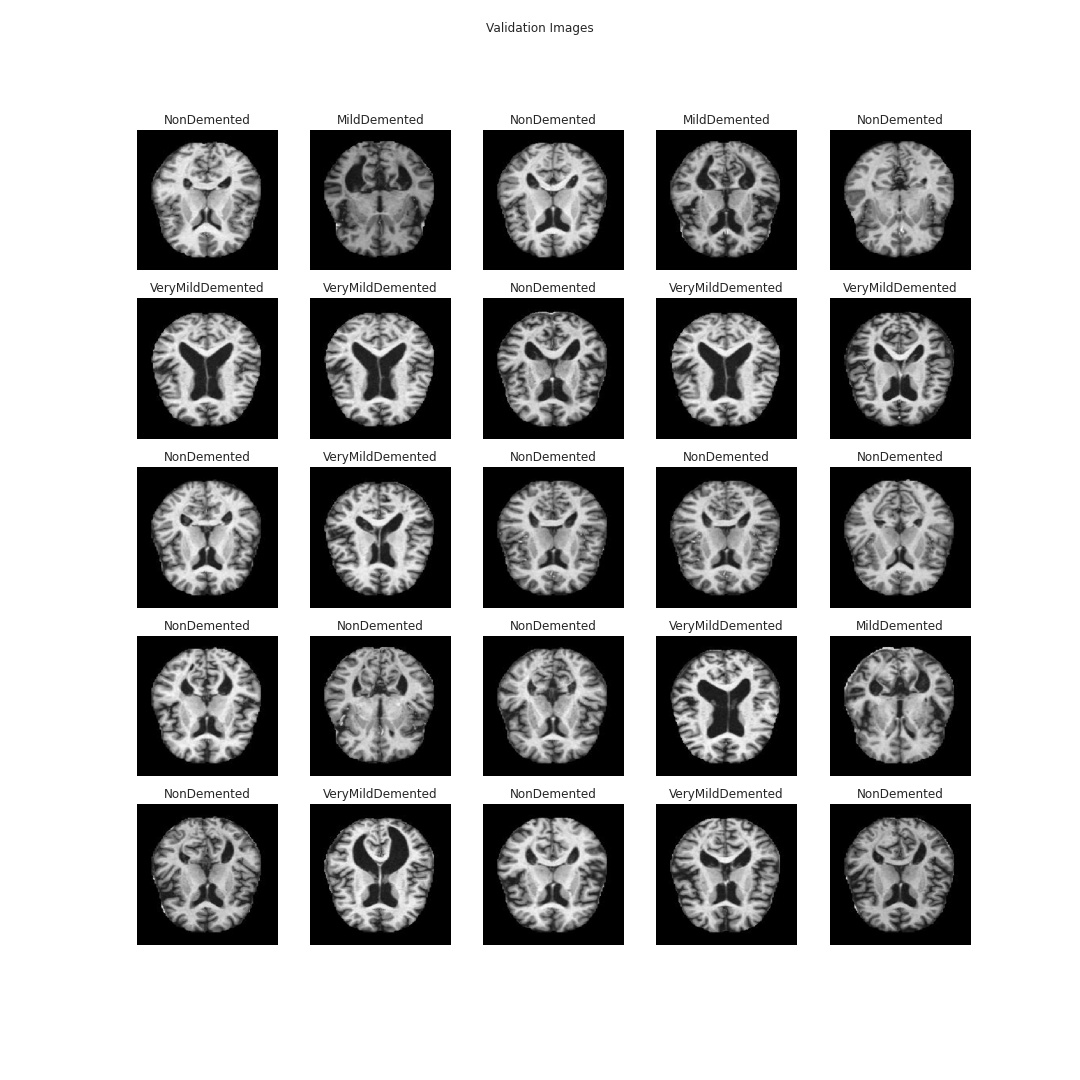 Validation Images
NonDemented MildDemented NonDemented MildDemented NonDemented
VeryMildDemented VeryMildDemented NonDemented VeryMildDemented VeryMildDemented
NonDemented VeryMildDemented NonDemented NonDemented NonDemented
NonDemented NonDemented NonDemented VeryMildDemented MildDemented
NonDemented VeryMildDemented NonDemented VeryMildDemented NonDemented